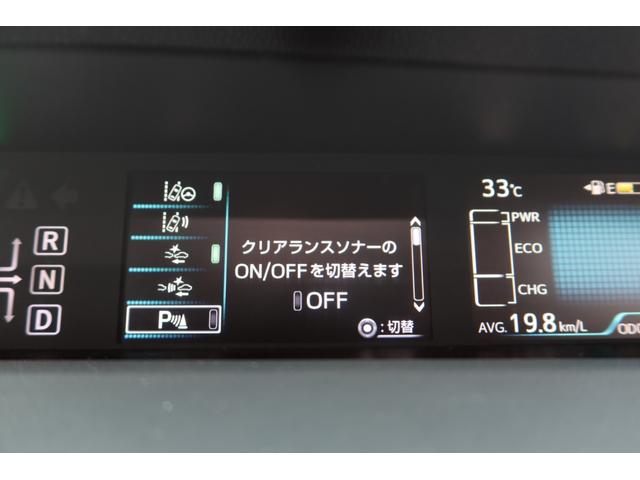 R
N
D
クリアランスソナーの
ON/OFFを切替えます
OFF
:切替
P
33℃
E
PWR
ECO
CHG
AVG. 19.8 km/L
ODO